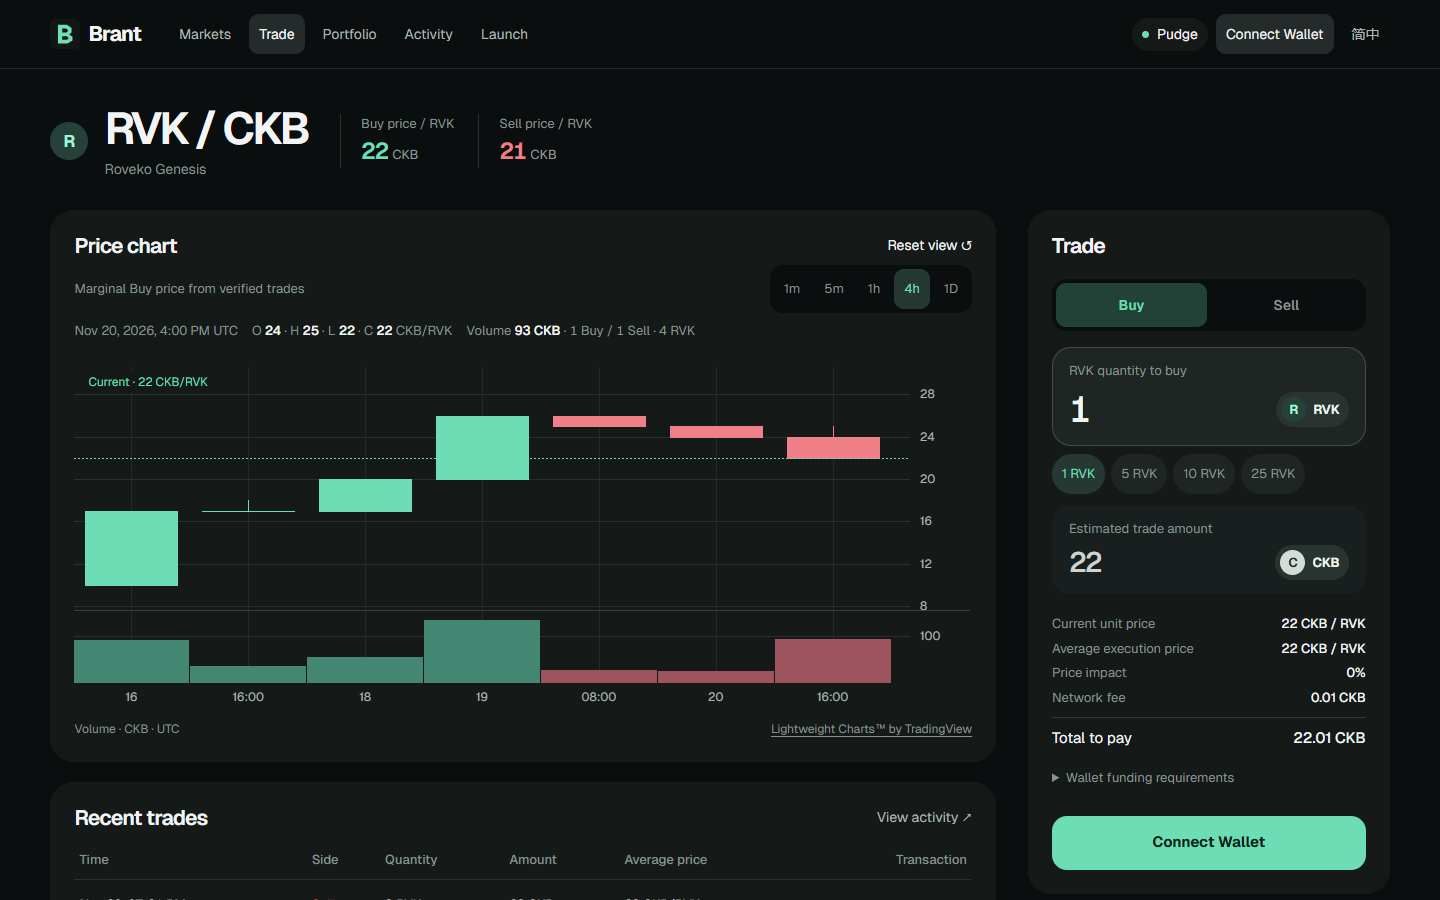 B Brant Markets Trade Portfolio Activity Launch Pudge Connect Wallet 简中
R RVK / CKB
Roveko Genesis
Buy price / RVK
22 CKB
Sell price / RVK
21 CKB
Price chart
Reset view ↺
Marginal Buy price from verified trades
1m 5m 1h 4h 1D
Nov 20, 2026, 4:00 PM UTC O 24 · H 25 · L 22 · C 22 CKB/RVK Volume 93 CKB · 1 Buy / 1 Sell · 4 RVK
Current · 22 CKB/RVK
28
24
20
16
12
8
100
16 16:00 18 19 08:00 20 16:00
Volume · CKB · UTC
Lightweight Charts™ by TradingView
Recent trades
View activity ↗
Time Side Quantity Amount Average price Transaction
Trade
Buy Sell
RVK quantity to buy
1 R RVK
1 RVK 5 RVK 10 RVK 25 RVK
Estimated trade amount
22 C CKB
Current unit price 22 CKB / RVK
Average execution price 22 CKB / RVK
Price impact 0%
Network fee 0.01 CKB
Total to pay 22.01 CKB
▶ Wallet funding requirements
Connect Wallet